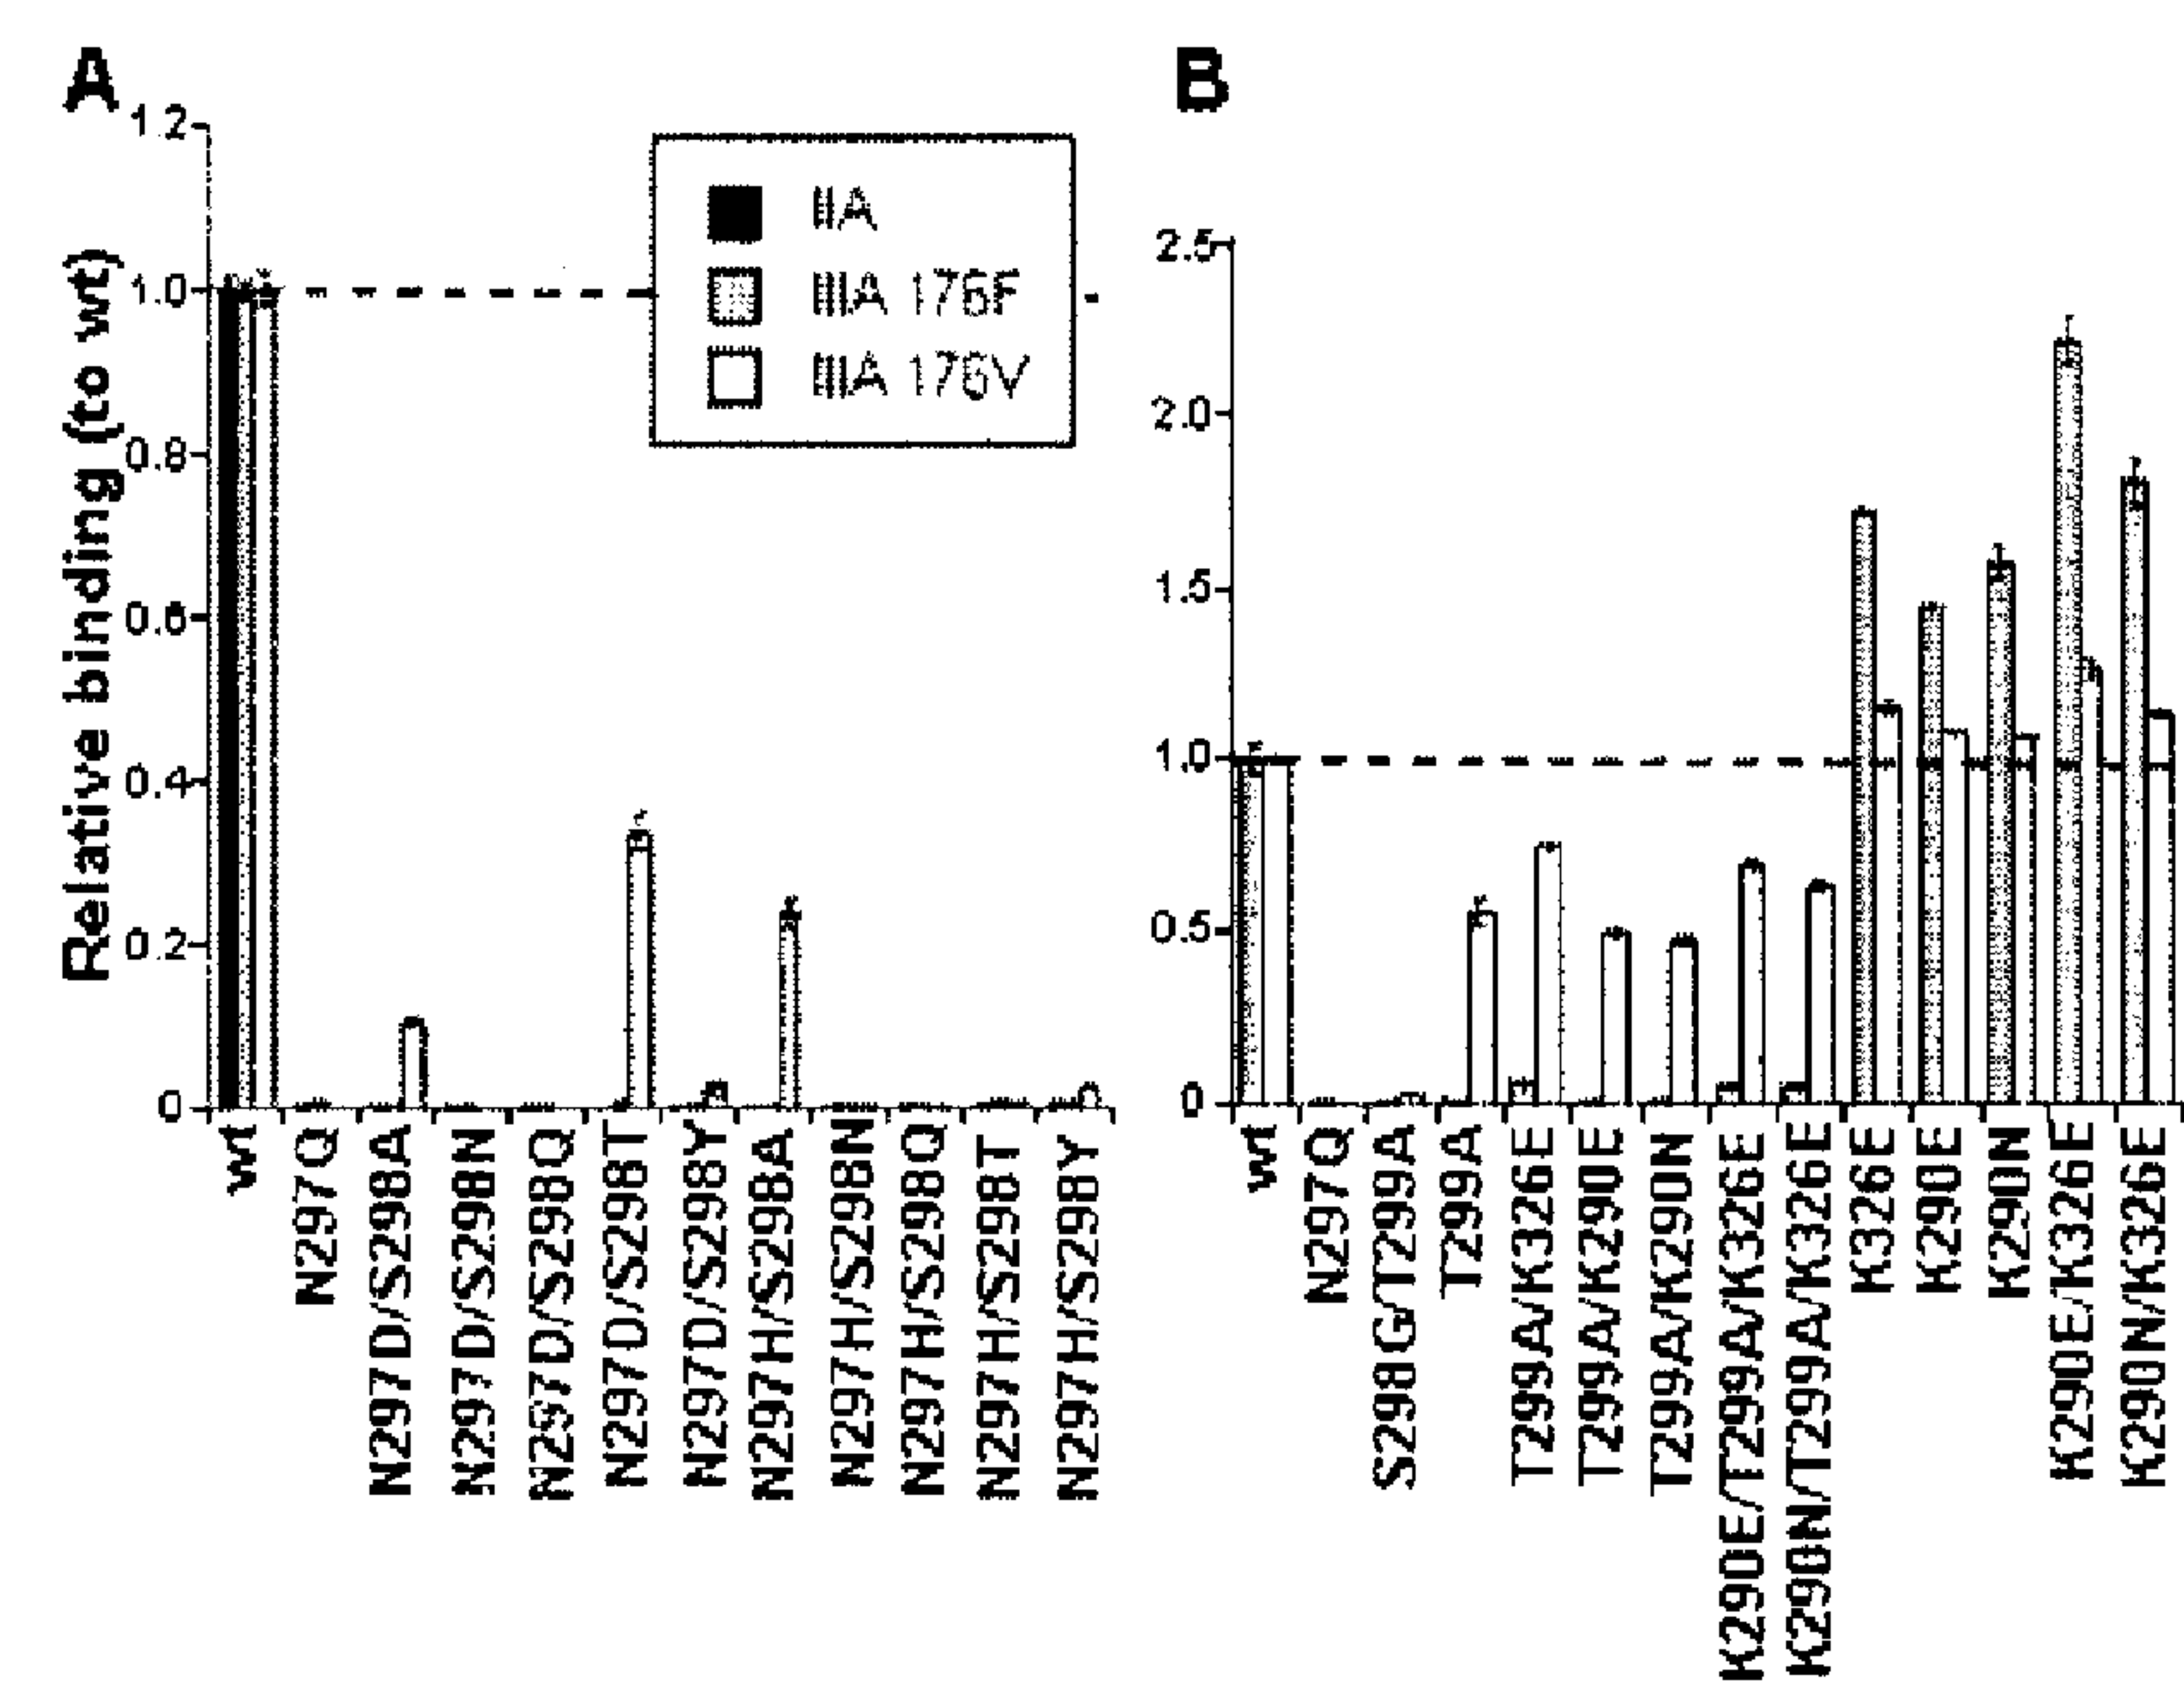 A
B
Relative binding (to wt)
1.2
1.0
0.8
0.6
0.4
0.2
0
IIA
IIIA 176F
IIIA 176V
wt
N297Q
N297D/S298A
N297D/S298N
N297D/S298Q
N297D/S298T
N297D/S298Y
N297H/S298A
N297H/S298N
N297H/S298Q
N297H/S298T
N297H/S298Y
2.5
2.0
1.5
1.0
0.5
0
wt
N297Q
S298G/T299A
T299A
T299A/K326E
T299A/K290E
T299A/K290N
K290E/T299A/K326E
K290N/T299A/K326E
K326E
K290E
K290N
K290E/K326E
K290N/K326E